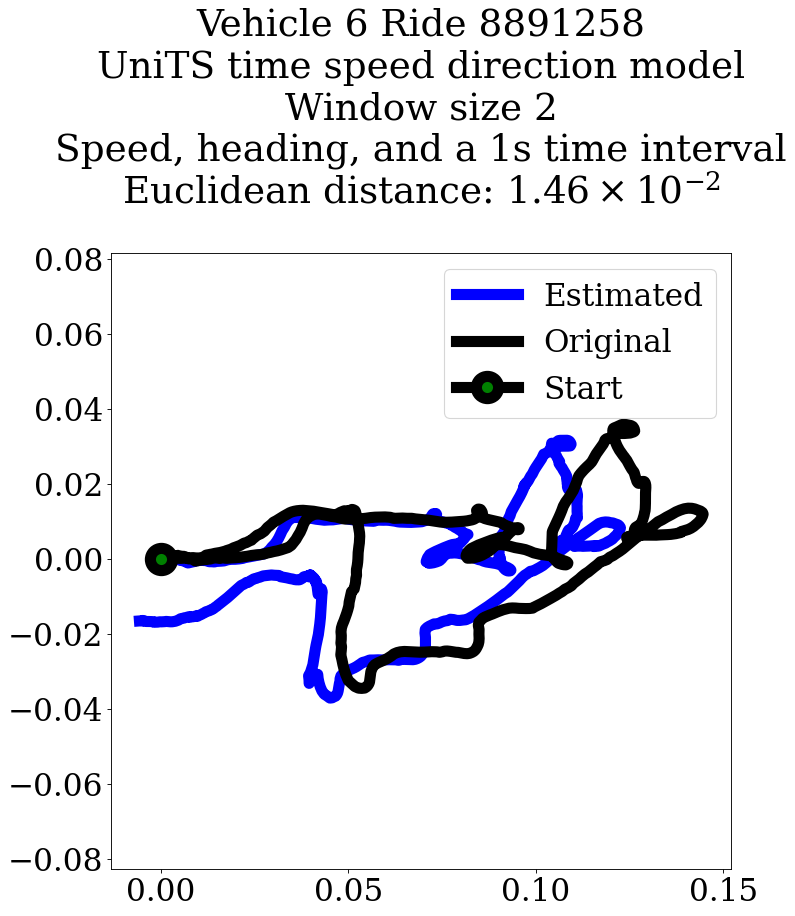 Vehicle 6 Ride 8891258
UniTS time speed direction model
Window size 2
Speed, heading, and a 1s time interval
Euclidean distance: 1.46 × 10⁻²
Estimated
Original
Start
0.08
0.06
0.04
0.02
0.00
−0.02
−0.04
−0.06
−0.08
0.00 0.05 0.10 0.15